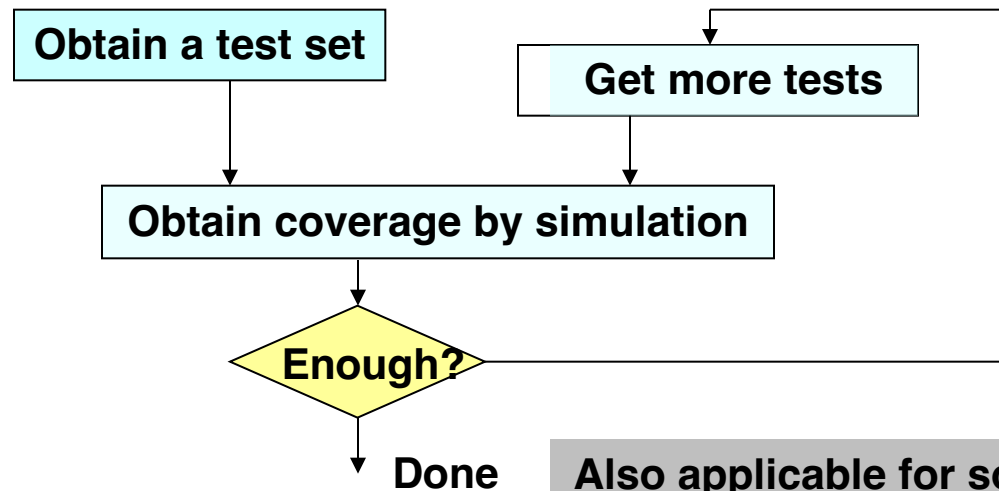 Obtain a test set
Get more tests
Obtain coverage by simulation
Enough?
Done
Also applicable for